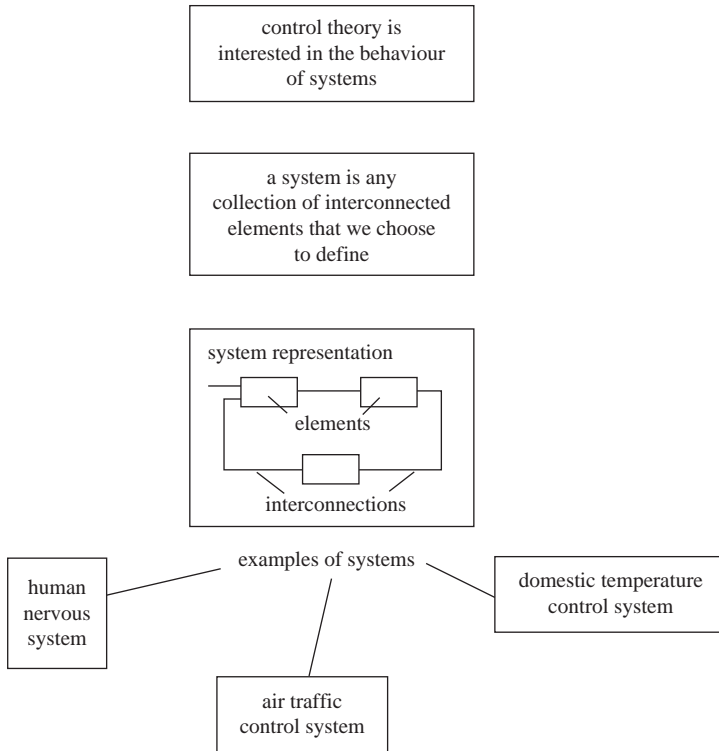 control theory is
interested in the behaviour
of systems
a system is any
collection of interconnected
elements that we choose
to define
system representation
elements
interconnections
examples of systems
human
nervous
system
domestic temperature
control system
air traffic
control system